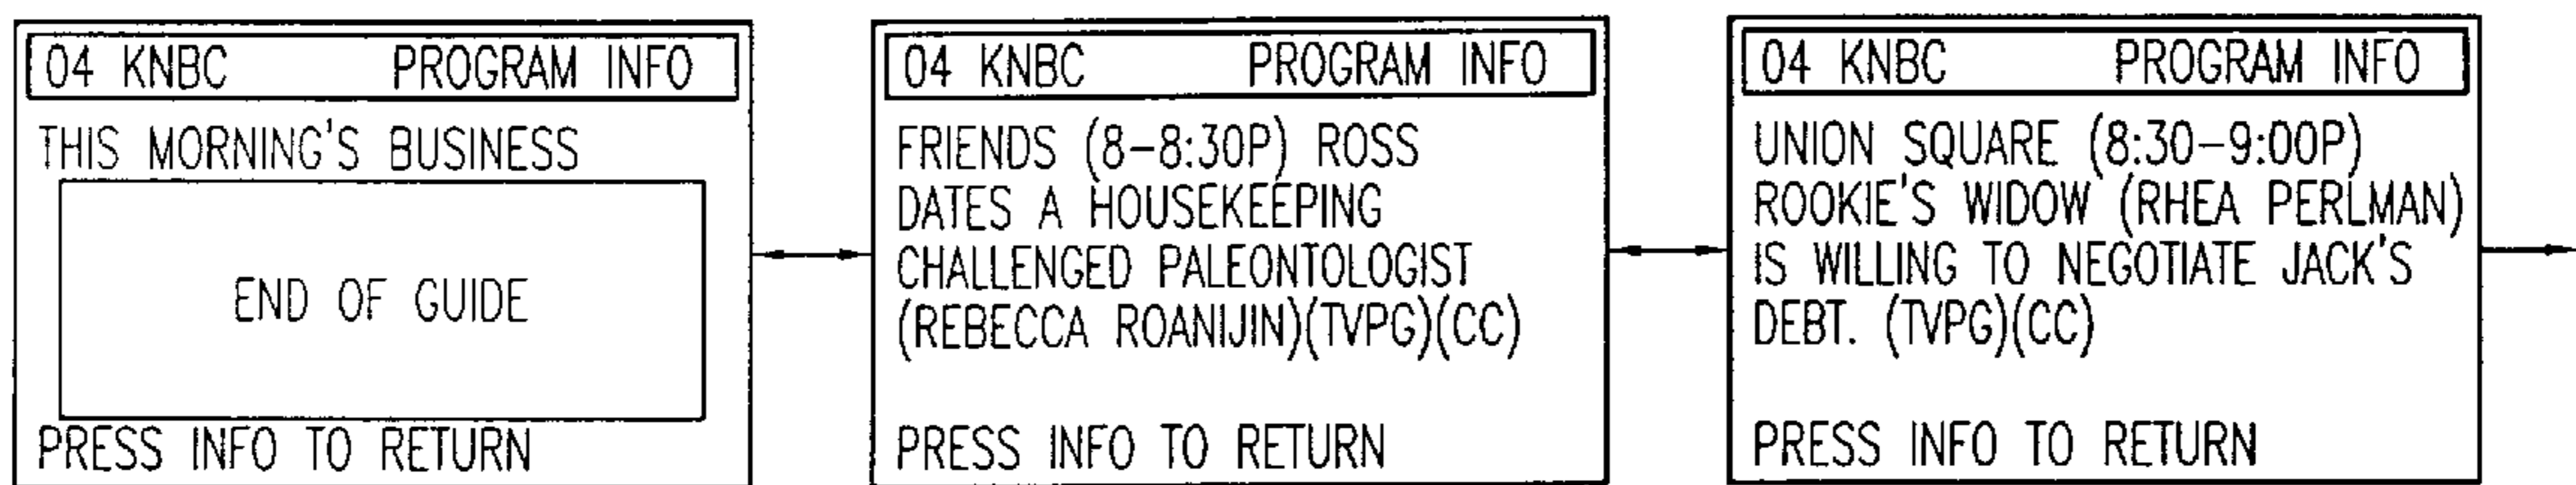 04 KNBC PROGRAM INFO
THIS MORNING'S BUSINESS
END OF GUIDE
PRESS INFO TO RETURN
04 KNBC PROGRAM INFO
FRIENDS (8-8:30P) ROSS
DATES A HOUSEKEEPING
CHALLENGED PALEONTOLOGIST
(REBECCA ROANIJIN)(TVPG)(CC)
PRESS INFO TO RETURN
04 KNBC PROGRAM INFO
UNION SQUARE (8:30-9:00P)
ROOKIE'S WIDOW (RHEA PERLMAN)
IS WILLING TO NEGOTIATE JACK'S
DEBT. (TVPG)(CC)
PRESS INFO TO RETURN